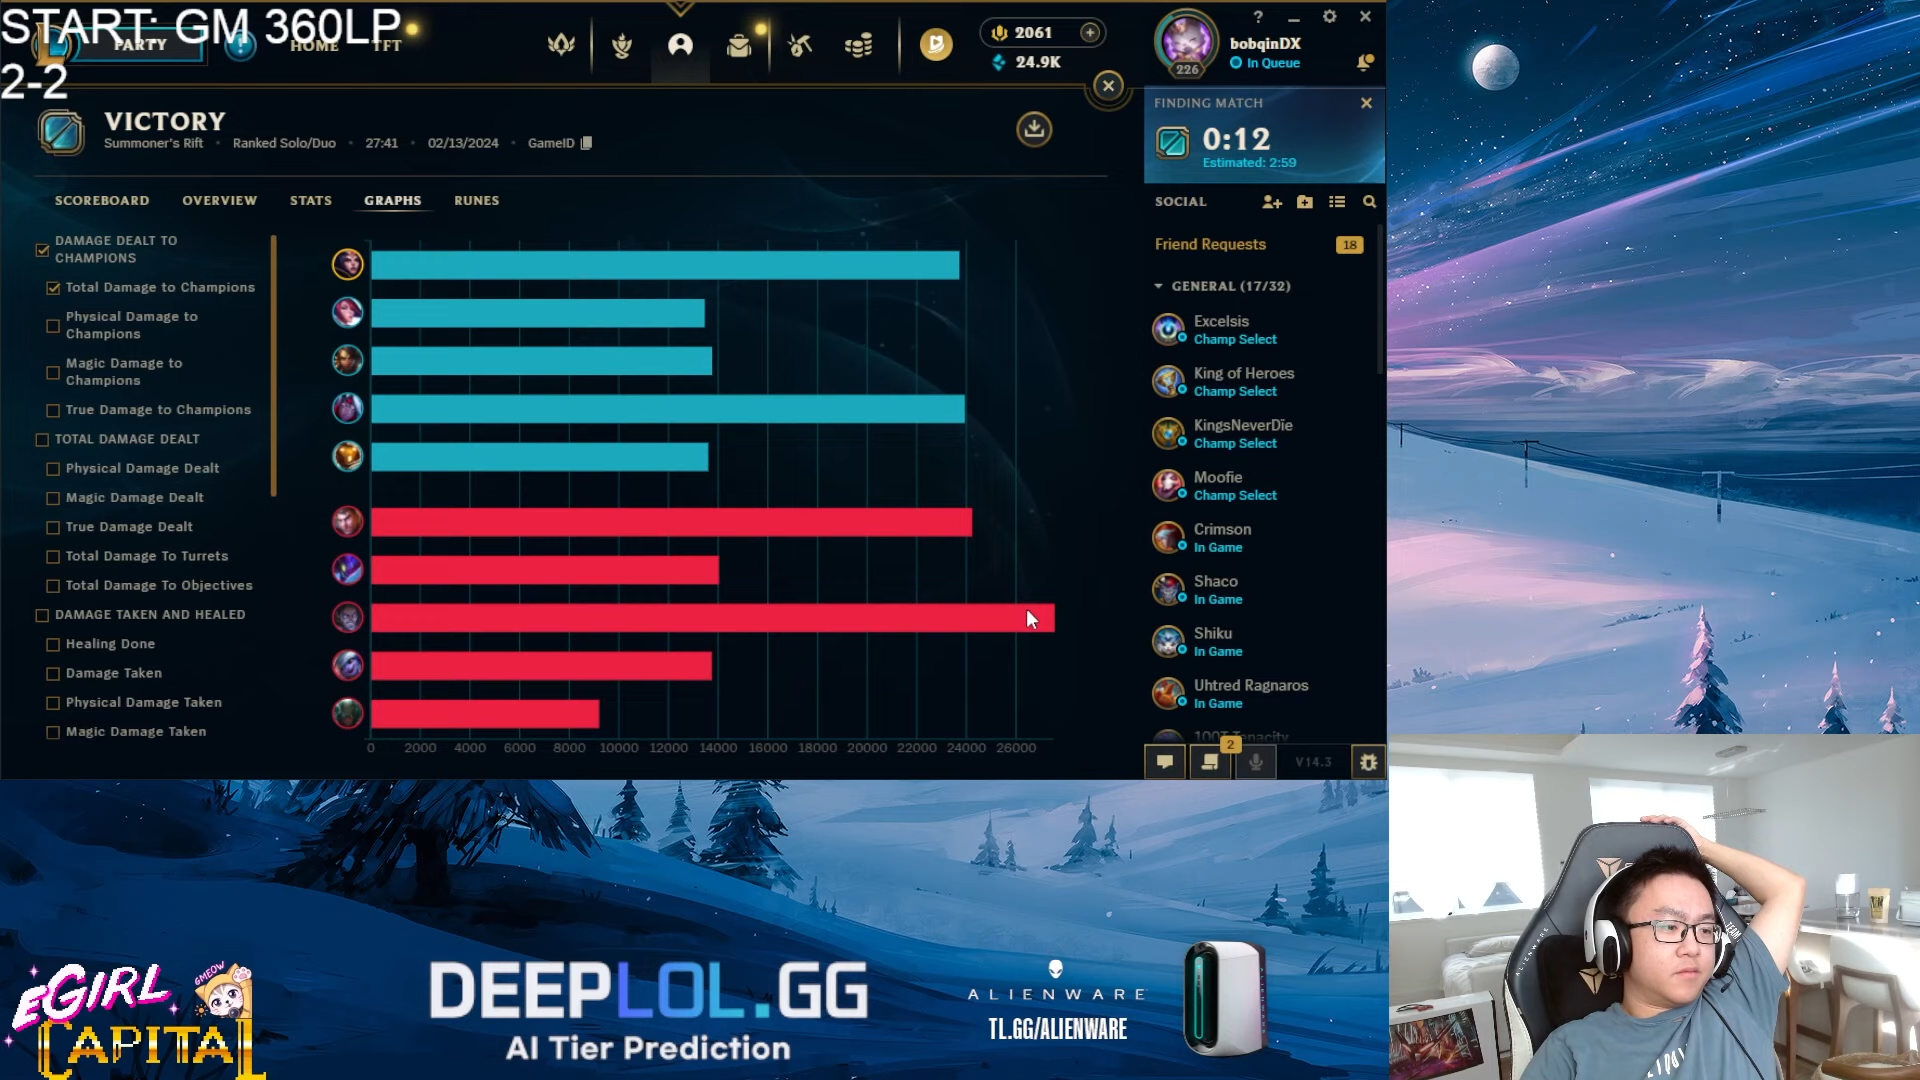 START: GM 360LP
2-2
PARTY
?
HOME
TFT
2061
24.9K
226
bobqinDX
In Queue
?
VICTORY
Summoner's Rift
Ranked Solo/Duo
27:41
02/13/2024
GameID
FINDING MATCH
0:12
Estimated: 2:59
SCOREBOARD
OVERVIEW
STATS
GRAPHS
RUNES
DAMAGE DEALT TO
CHAMPIONS
Total Damage to Champions
Physical Damage to
Champions
Magic Damage to
Champions
True Damage to Champions
TOTAL DAMAGE DEALT
Physical Damage Dealt
Magic Damage Dealt
True Damage Dealt
Total Damage To Turrets
Total Damage To Objectives
DAMAGE TAKEN AND HEALED
Healing Done
Damage Taken
Physical Damage Taken
Magic Damage Taken
0 2000 4000 6000 8000 10000 12000 14000 16000 18000 20000 22000 24000 26000
SOCIAL
Friend Requests
18
GENERAL (17/32)
Excelsis
Champ Select
King of Heroes
Champ Select
KingsNeverDïe
Champ Select
Moofie
Champ Select
Crimson
In Game
Shaco
In Game
Shiku
In Game
Uhtred Ragnaros
In Game
100T Tenacity
2
V14.3
EGIRL
GMEOW
CAPITAL
DEEPLOL.GG
AI Tier Prediction
ALIENWARE
TL.GG/ALIENWARE
ALIENWARE
TEAM